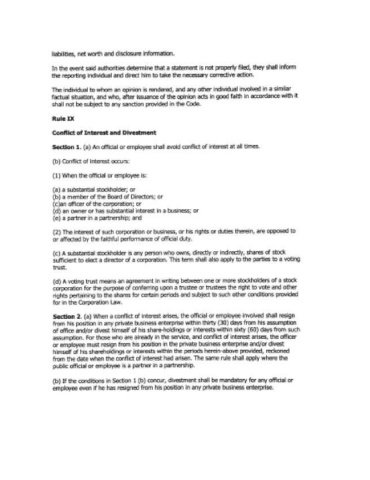 liabilities, net worth and disclosure information.
In the event said authorities determine that a statement is not properly filed, they shall inform
the reporting individual and direct him to take the necessary corrective action.
The individual to whom an opinion is rendered, and any other individual involved in a similar
factual situation, and who, after issuance of the opinion acts in good faith in accordance with it
shall not be subject to any sanction provided in the Code.
Rule IX
Conflict of Interest and Divestment
Section 1. (a) An official or employee shall avoid conflict of interest at all times.
(b) Conflict of interest occurs:
(1) When the official or employee is:
(a) a substantial stockholder; or
(b) a member of the Board of Directors; or
(c)an officer of the corporation; or
(d) an owner or has substantial interest in a business; or
(e) a partner in a partnership; and
(2) The interest of such corporation or business, or his rights or duties therein, are opposed to
or affected by the faithful performance of official duty.
(c) A substantial stockholder is any person who owns, directly or indirectly, shares of stock
sufficient to elect a director of a corporation. This term shall also apply to the parties to a voting
trust.
(d) A voting trust means an agreement in writing between one or more stockholders of a stock
corporation for the purpose of conferring upon a trustee or trustees the right to vote and other
rights pertaining to the shares for certain periods and subject to such other conditions provided
for in the Corporation Law.
Section 2. (a) When a conflict of interest arises, the official or employee involved shall resign
from his position in any private business enterprise within thirty (30) days from his assumption
of office and/or divest himself of his share-holdings or interests within sixty (60) days from such
assumption. For those who are already in the service, and conflict of interest arises, the officer
or employee must resign from his position in the private business enterprise and/or divest
himself of his shareholdings or interests within the periods herein-above provided, reckoned
from the date when the conflict of interest had arisen. The same rule shall apply where the
public official or employee is a partner in a partnership.
(b) If the conditions in Section 1 (b) concur, divestment shall be mandatory for any official or
employee even if he has resigned from his position in any private business enterprise.